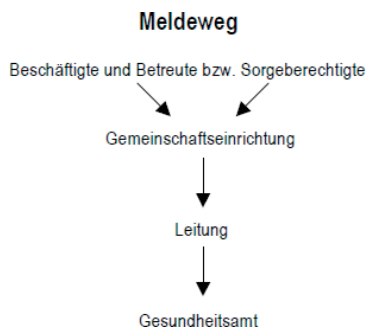 Meldeweg
Beschäftigte und Betreute bzw. Sorgeberechtigte
Gemeinschaftseinrichtung
Leitung
Gesundheitsamt